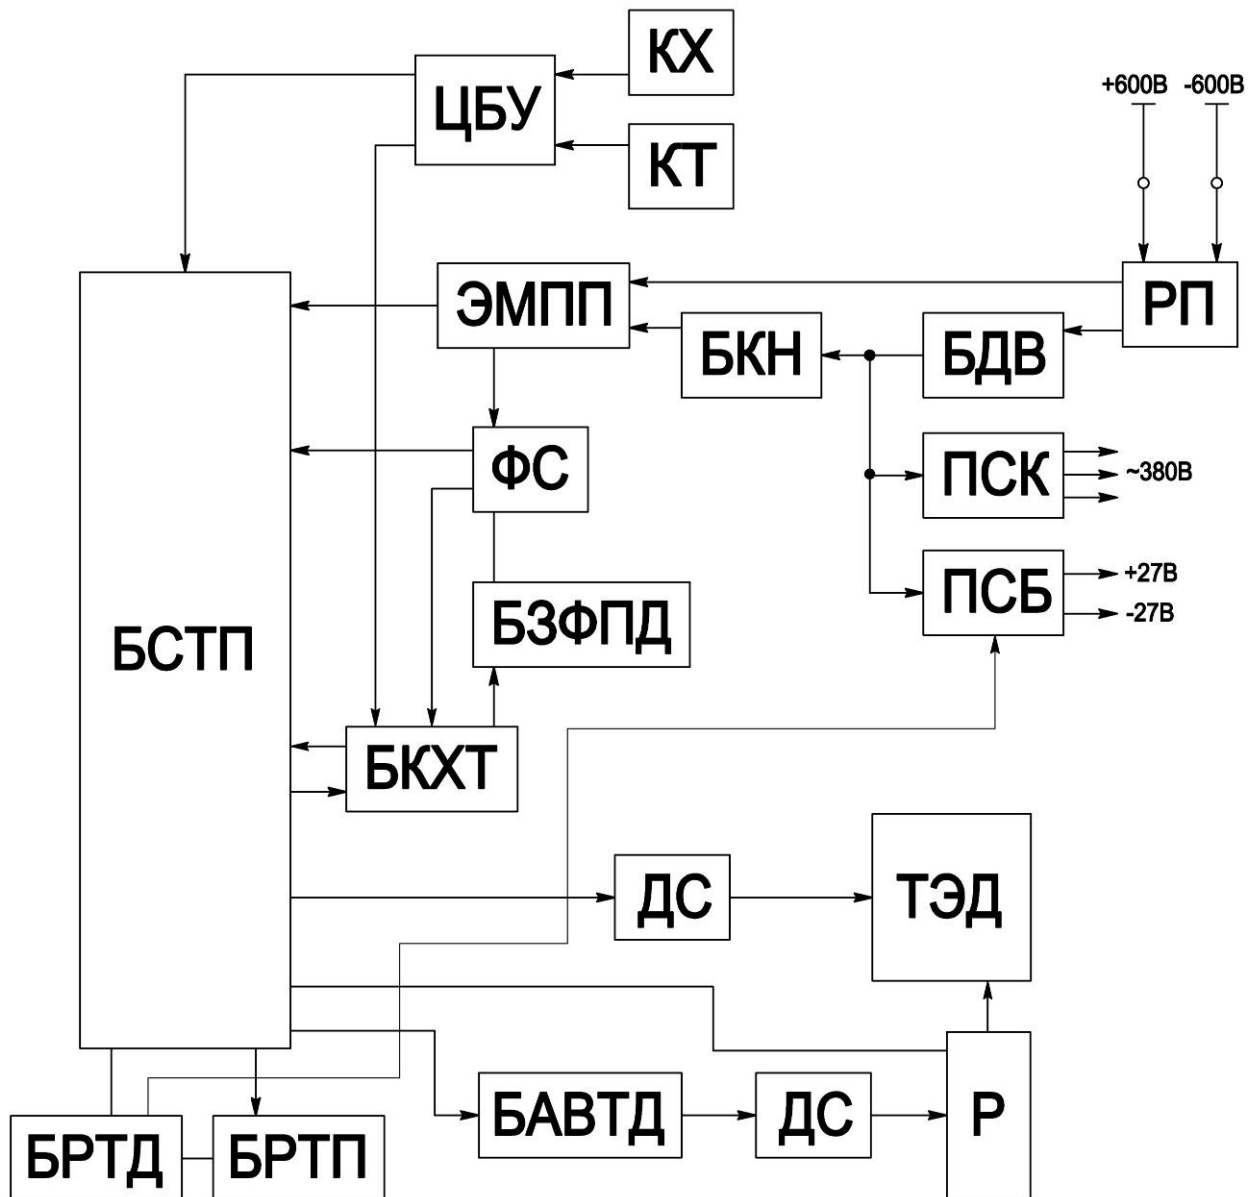 КХ
ЦБУ
КТ
+600В -600В
ЭМПП
РП
БКН
БДВ
ФС
ПСК
~380В
БЗФПД
ПСБ
+27В
-27В
БСТП
БКХТ
ДС
ТЭД
БАВТД
ДС
Р
БРТД
БРТП